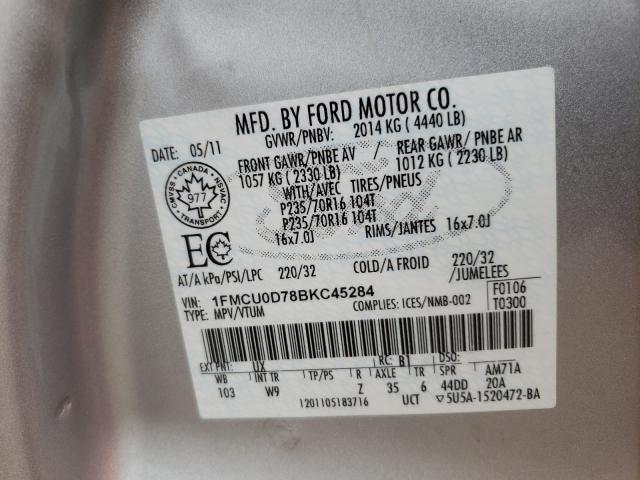 MFD. BY FORD MOTOR CO.
DATE: 05/11 GVWR/PNBV: 2014 KG ( 4440 LB)
FRONT GAWR/PNBE AV / REAR GAWR/ PNBE AR
1057 KG ( 2330 LB) 1012 KG ( 2230 LB)
WITH/AVEC TIRES/PNEUS
P235/70R16 104T
P235/70R16 104T
16x7.0J RIMS/JANTES 16x7.0J
CMVSS • CANADA • NSVAC • TRANSPORT •
977
EC
AT/A kPa/PSI/LPC 220/32 COLD/A FROID 220/32
/JUMELEES
VIN: 1FMCU0D78BKC45284
TYPE: MPV/VTUM COMPLIES: ICES/NMB-002
F0106
T0300
EXT PNT: UX RC: B1 DSO:
WB INT TR TP/PS R AXLE TR SPR AM71A
103 W9 Z 35 6 44DD 20A
1201105183716 UCT ▽5U5A-1520472-BA